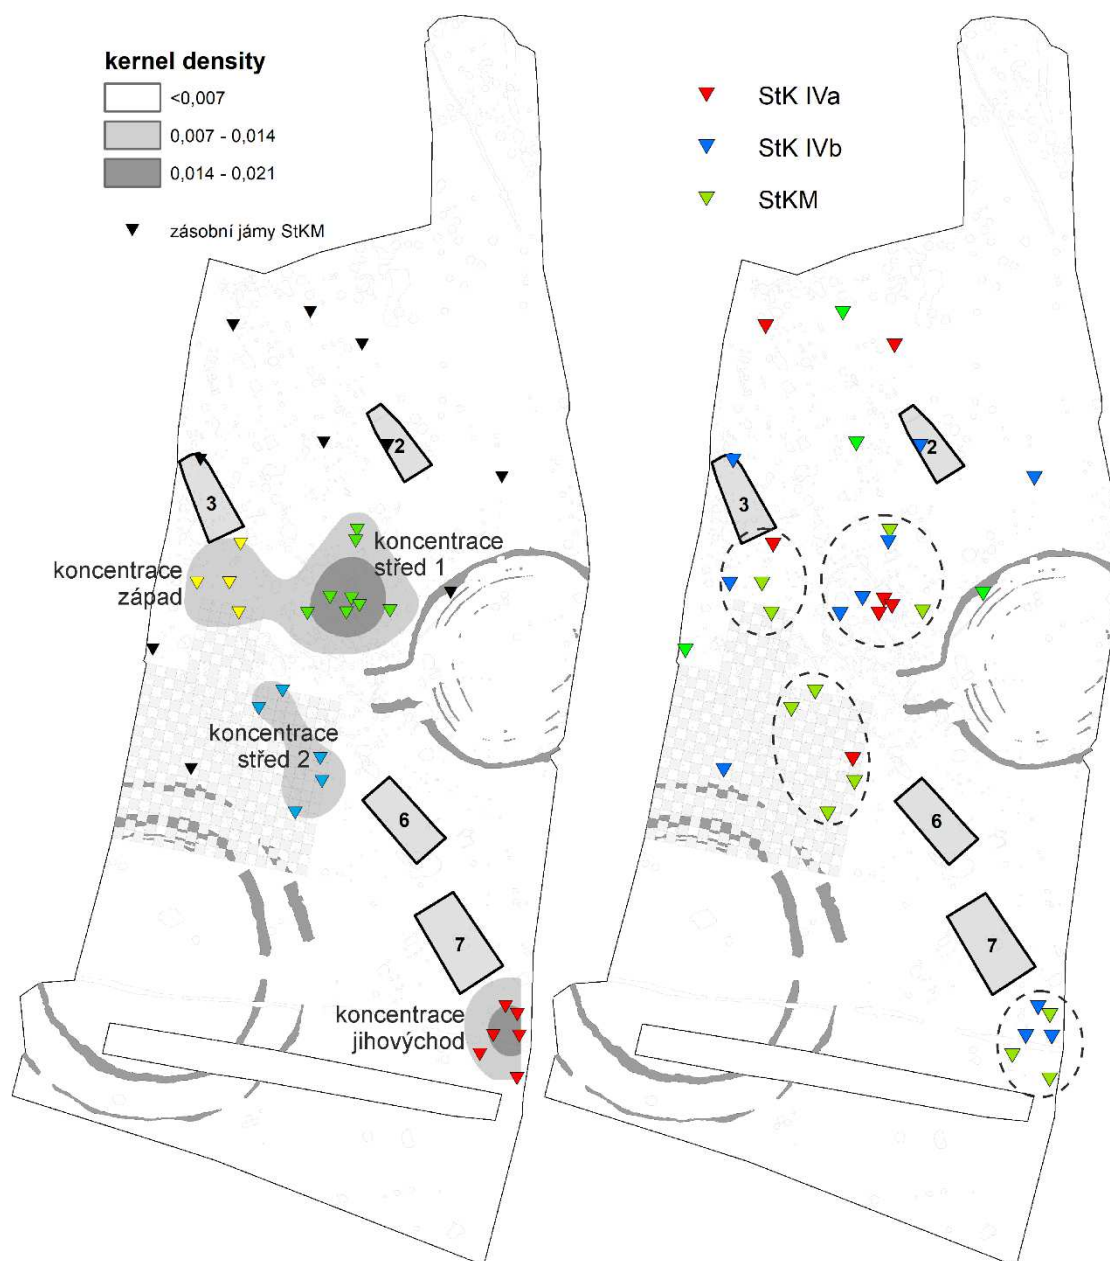 kernel density
<0,007
0,007 - 0,014
0,014 - 0,021
zásobní jámy StKM
StK IVa
StK IVb
StKM
2
3
koncentrace
střed 1
koncentrace
západ
koncentrace
střed 2
6
7
koncentrace
jihovýchod
2
3
6
7